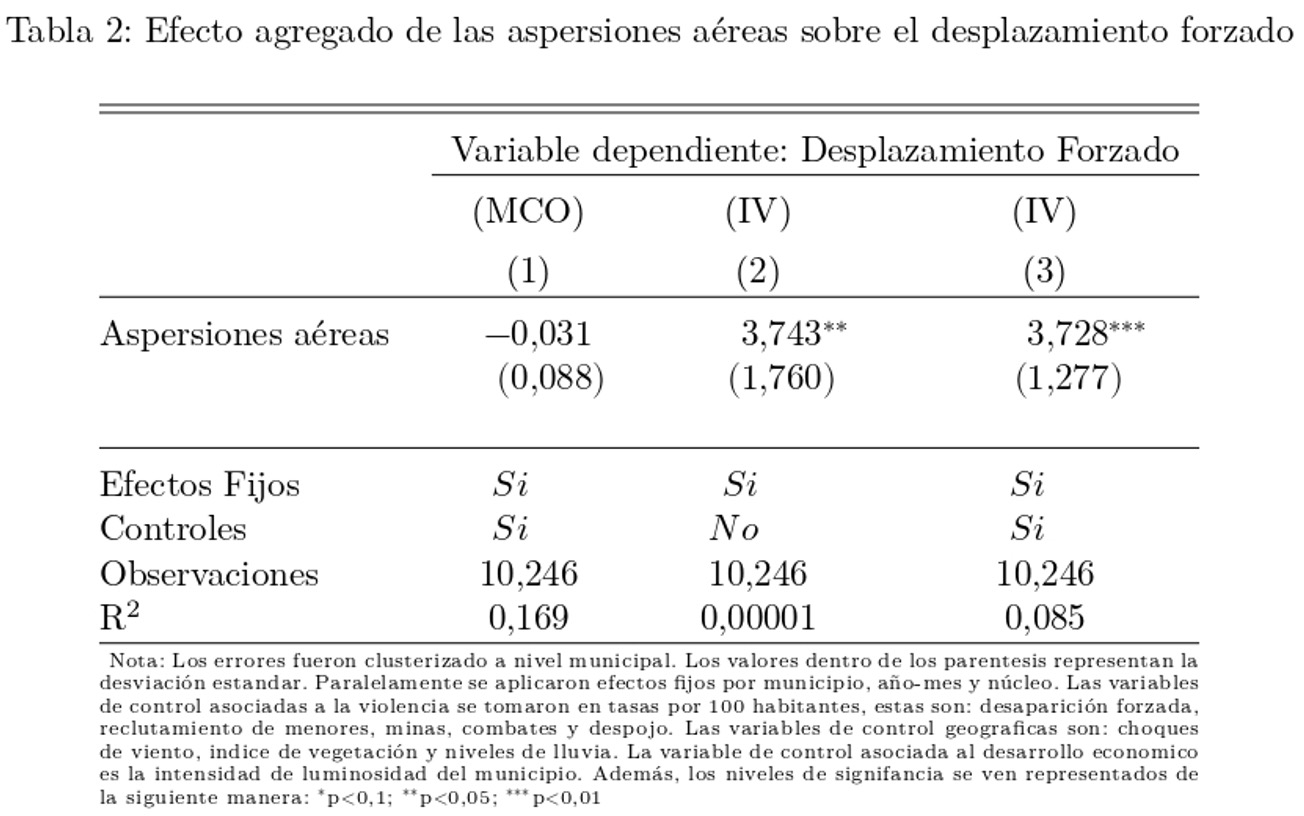 Tabla 2: Efecto agregado de las aspersiones aéreas sobre el desplazamiento forzado
Variable dependiente: Desplazamiento Forzado
(MCO) (IV) (IV)
(1) (2) (3)
Aspersiones aéreas −0,031 3,743** 3,728***
(0,088) (1,760) (1,277)
Efectos Fijos Si Si Si
Controles Si No Si
Observaciones 10,246 10,246 10,246
R² 0,169 0,00001 0,085
Nota: Los errores fueron clusterizado a nivel municipal. Los valores dentro de los parentesis representan la
desviación estandar. Paralelamente se aplicaron efectos fijos por municipio, año-mes y núcleo. Las variables
de control asociadas a la violencia se tomaron en tasas por 100 habitantes, estas son: desaparición forzada,
reclutamiento de menores, minas, combates y despojo. Las variables de control geograficas son: choques
de viento, indice de vegetación y niveles de lluvia. La variable de control asociada al desarrollo economico
es la intensidad de luminosidad del municipio. Además, los niveles de signifancia se ven representados de
la siguiente manera: *p<0,1; **p<0,05; ***p<0,01